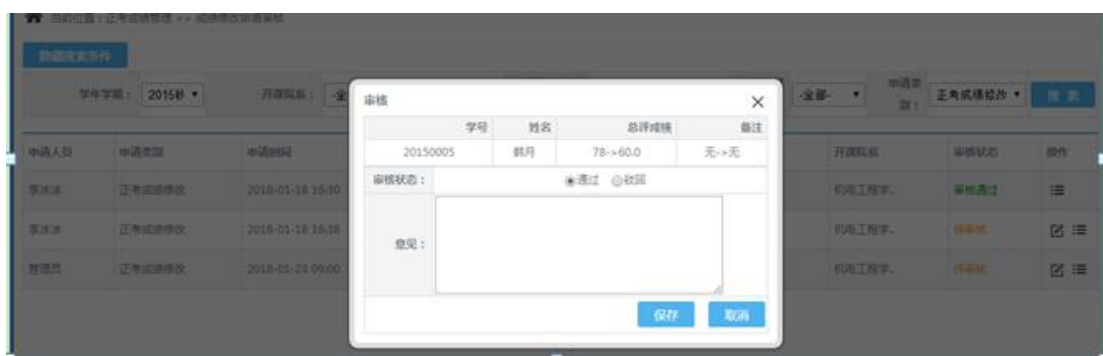 当前位置：正考成绩管理 >> 成绩修改申请审核
隐藏搜索条件
学年学期： 2015秋 开课院系： -全 -全部- 申请类别： 正考成绩修改 搜 索
审核
学号 姓名 总评成绩 备注
20150005 韩月 78->60.0 无->无
审核状态： 通过 驳回
意见：
保存 取消
申请人员 申请类别 申请时间 开课院系 审核状态 操作
李冰冰 正考成绩修改 2018-01-18 16:30 机电工程学.. 审核通过
李冰冰 正考成绩修改 2018-01-18 16:38 机电工程学.. 待审核
管理员 正考成绩修改 2018-01-23 09:00 机电工程学.. 待审核